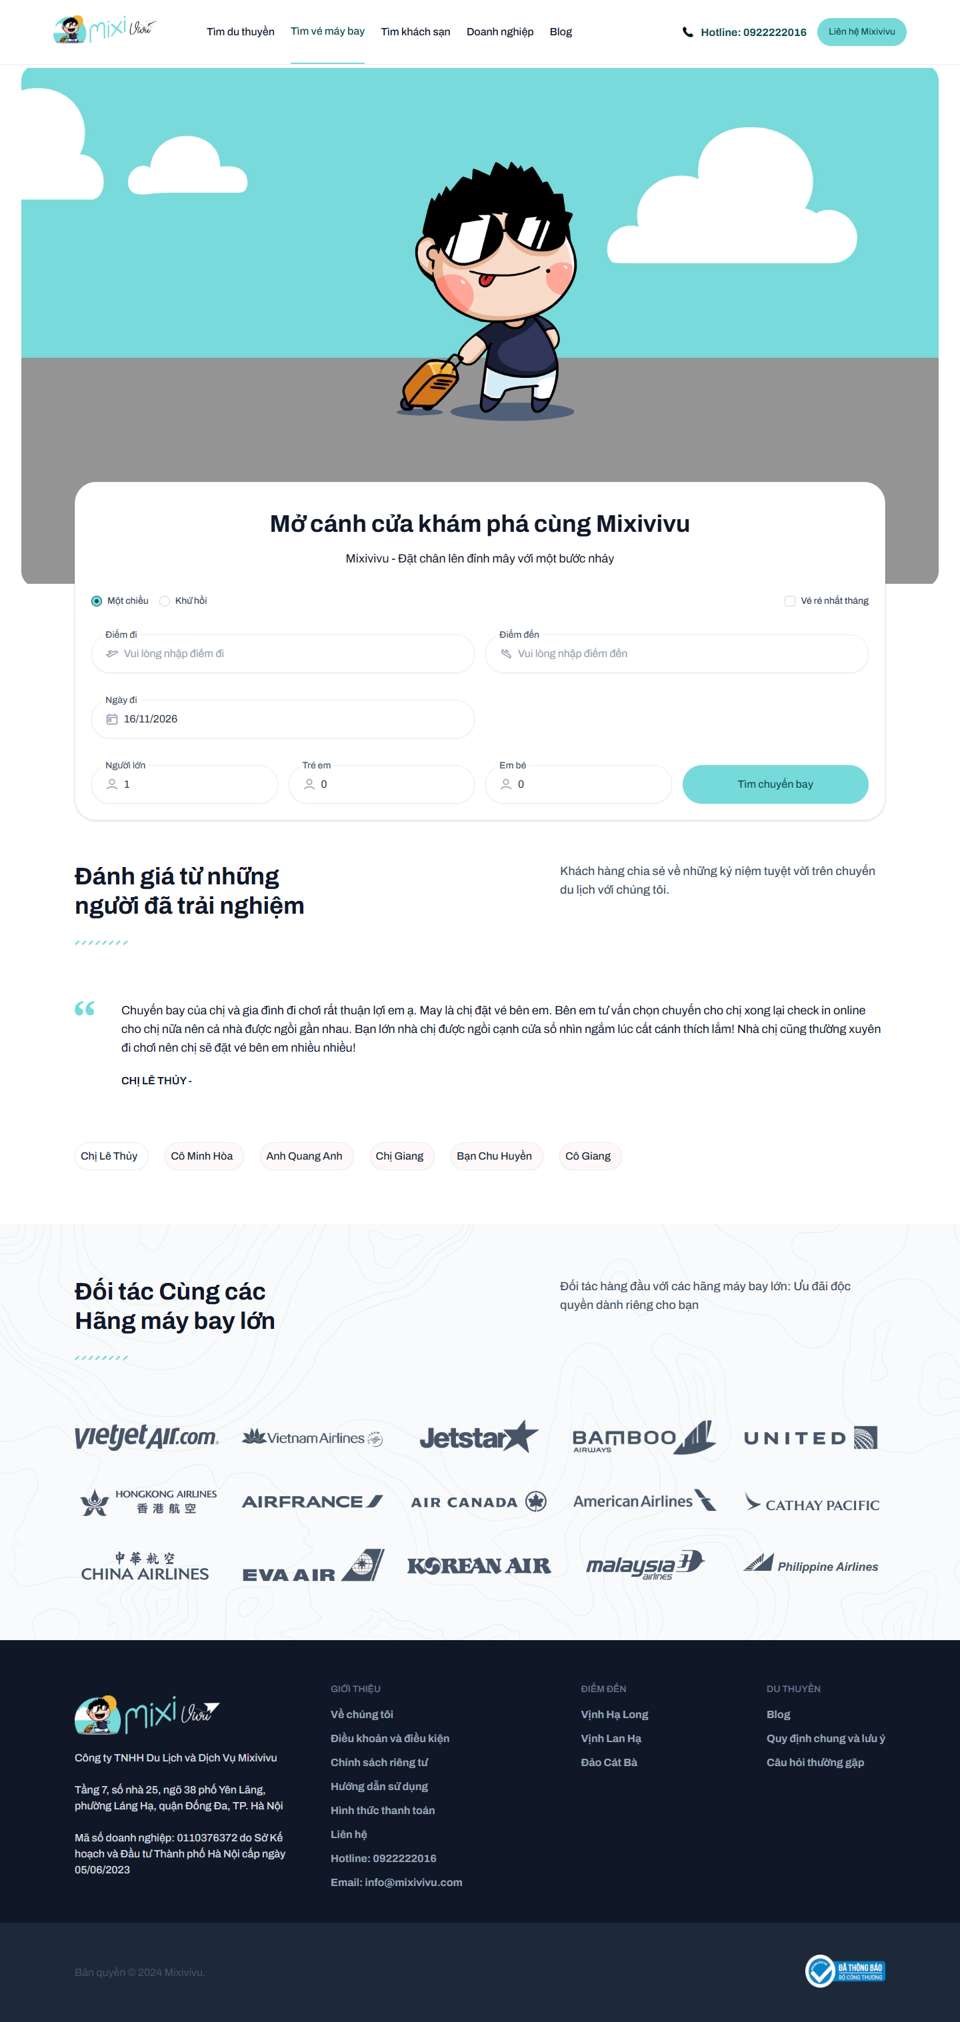 mixi Vivu
Tìm du thuyền
Tìm vé máy bay
Tìm khách sạn
Doanh nghiệp
Blog
Hotline: 0922222016
Liên hệ Mixivivu
Mở cánh cửa khám phá cùng Mixivivu
Mixivivu - Đặt chân lên đỉnh mây với một bước nhảy
Một chiều
Khứ hồi
Vé rẻ nhất tháng
Điểm đi
Vui lòng nhập điểm đi
Điểm đến
Vui lòng nhập điểm đến
Ngày đi
16/11/2026
Người lớn
1
Trẻ em
0
Em bé
0
Tìm chuyến bay
Đánh giá từ những
người đã trải nghiệm
Khách hàng chia sẻ về những kỷ niệm tuyệt vời trên chuyến
du lịch với chúng tôi.
Chuyến bay của chị và gia đình đi chơi rất thuận lợi em ạ. May là chị đặt vé bên em. Bên em tư vấn chọn chuyến cho chị xong lại check in online
cho chị nữa nên cả nhà được ngồi gần nhau. Bạn lớn nhà chị được ngồi cạnh cửa sổ nhìn ngắm lúc cất cánh thích lắm! Nhà chị cũng thường xuyên
đi chơi nên chị sẽ đặt vé bên em nhiều nhiều!
CHỊ LÊ THỦY -
Chị Lê Thủy
Cô Minh Hòa
Anh Quang Anh
Chị Giang
Bạn Chu Huyền
Cô Giang
Đối tác Cùng các
Hãng máy bay lớn
Đối tác hàng đầu với các hãng máy bay lớn: Ưu đãi độc
quyền dành riêng cho bạn
vietjetAir.com
Vietnam Airlines
Jetstar
BAMBOO
AIRWAYS
UNITED
HONGKONG AIRLINES
香港航空
AIRFRANCE
AIR CANADA
American Airlines
CATHAY PACIFIC
中華航空
CHINA AIRLINES
EVA AIR
KOREAN AIR
malaysia
airlines
Philippine Airlines
mixi Vivu
Công ty TNHH Du Lịch và Dịch Vụ Mixivivu
Tầng 7, số nhà 25, ngõ 38 phố Yên Lãng,
phường Láng Hạ, quận Đống Đa, TP. Hà Nội
Mã số doanh nghiệp: 0110376372 do Sở Kế
hoạch và Đầu tư Thành phố Hà Nội cấp ngày
05/06/2023
GIỚI THIỆU
Về chúng tôi
Điều khoản và điều kiện
Chính sách riêng tư
Hướng dẫn sử dụng
Hình thức thanh toán
Liên hệ
Hotline: 0922222016
Email: info@mixivivu.com
ĐIỂM ĐẾN
Vịnh Hạ Long
Vịnh Lan Hạ
Đảo Cát Bà
DU THUYỀN
Blog
Quy định chung và lưu ý
Câu hỏi thường gặp
Bản quyền © 2024 Mixivivu.
ĐÃ THÔNG BÁO
BỘ CÔNG THƯƠNG